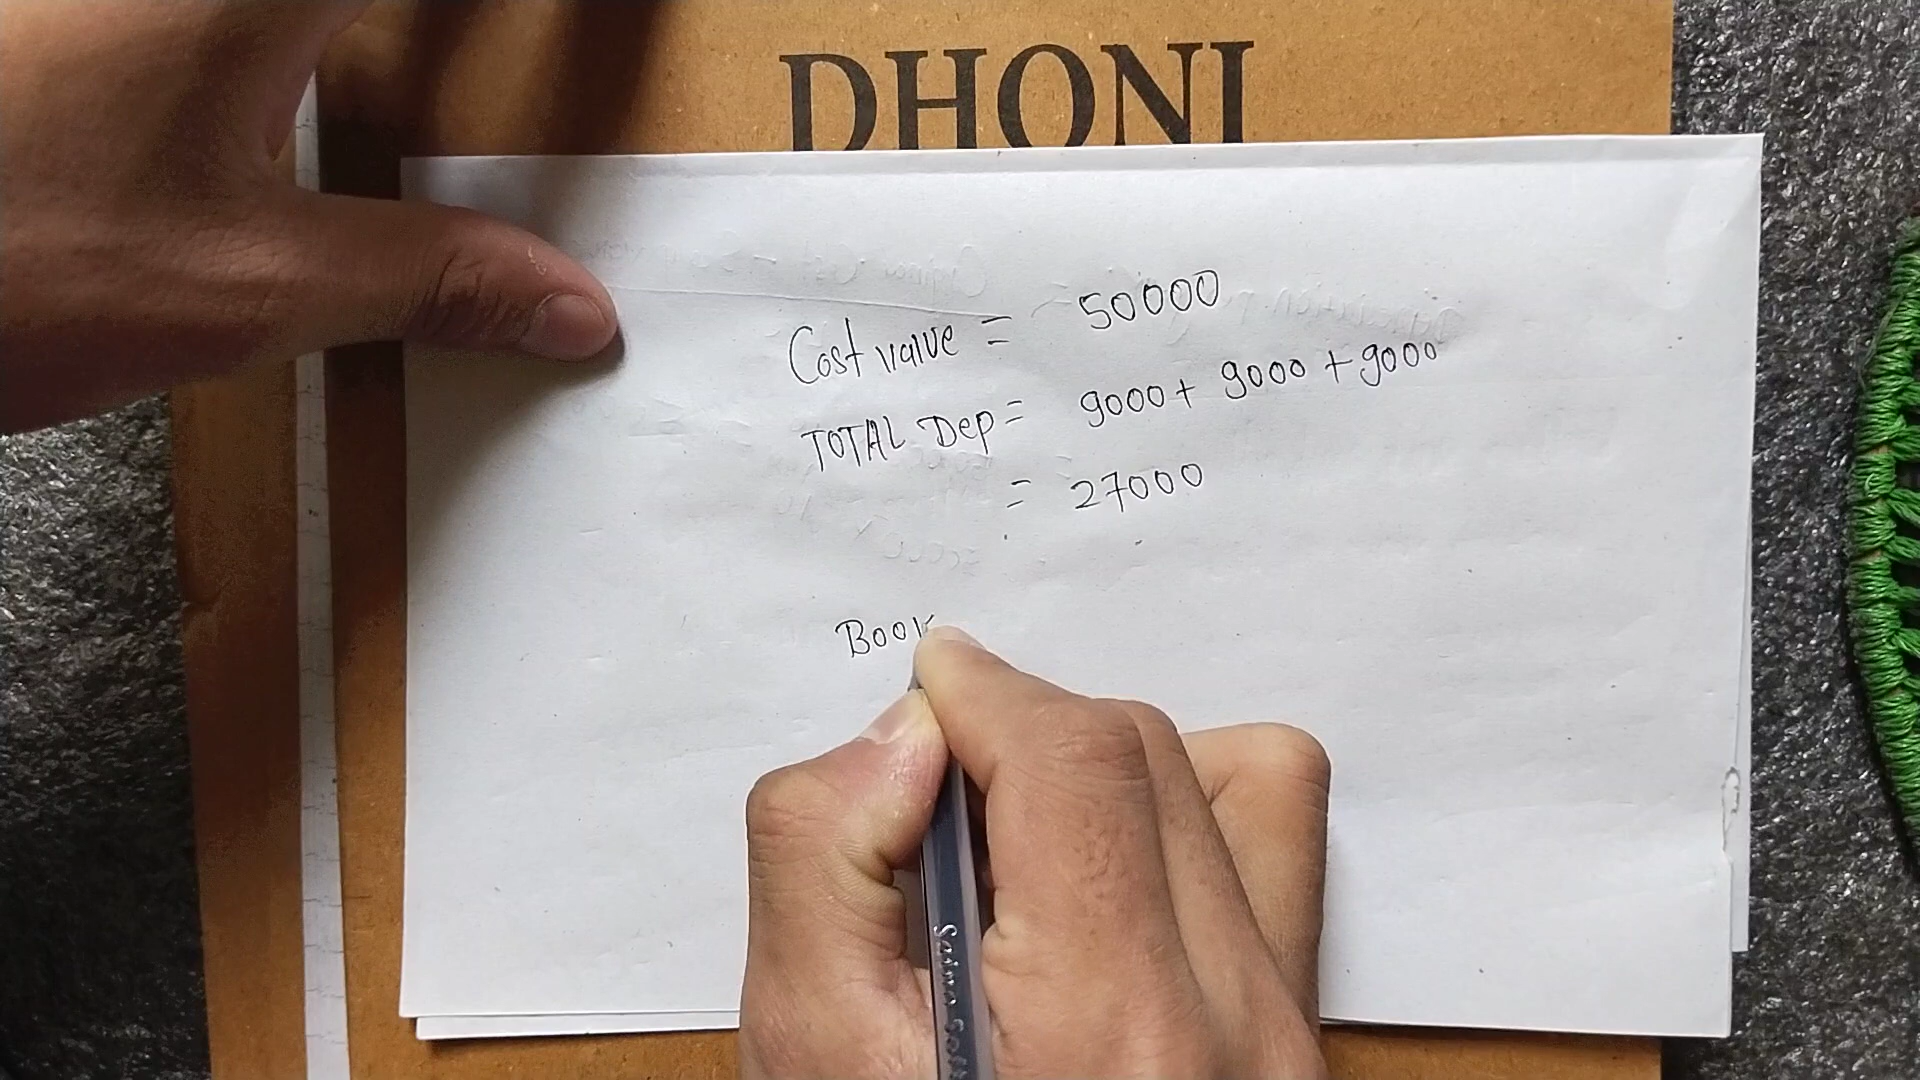 DHONI
Cost value = 50000
TOTAL Dep = 9000 + 9000 + 9000
= 27000
Book